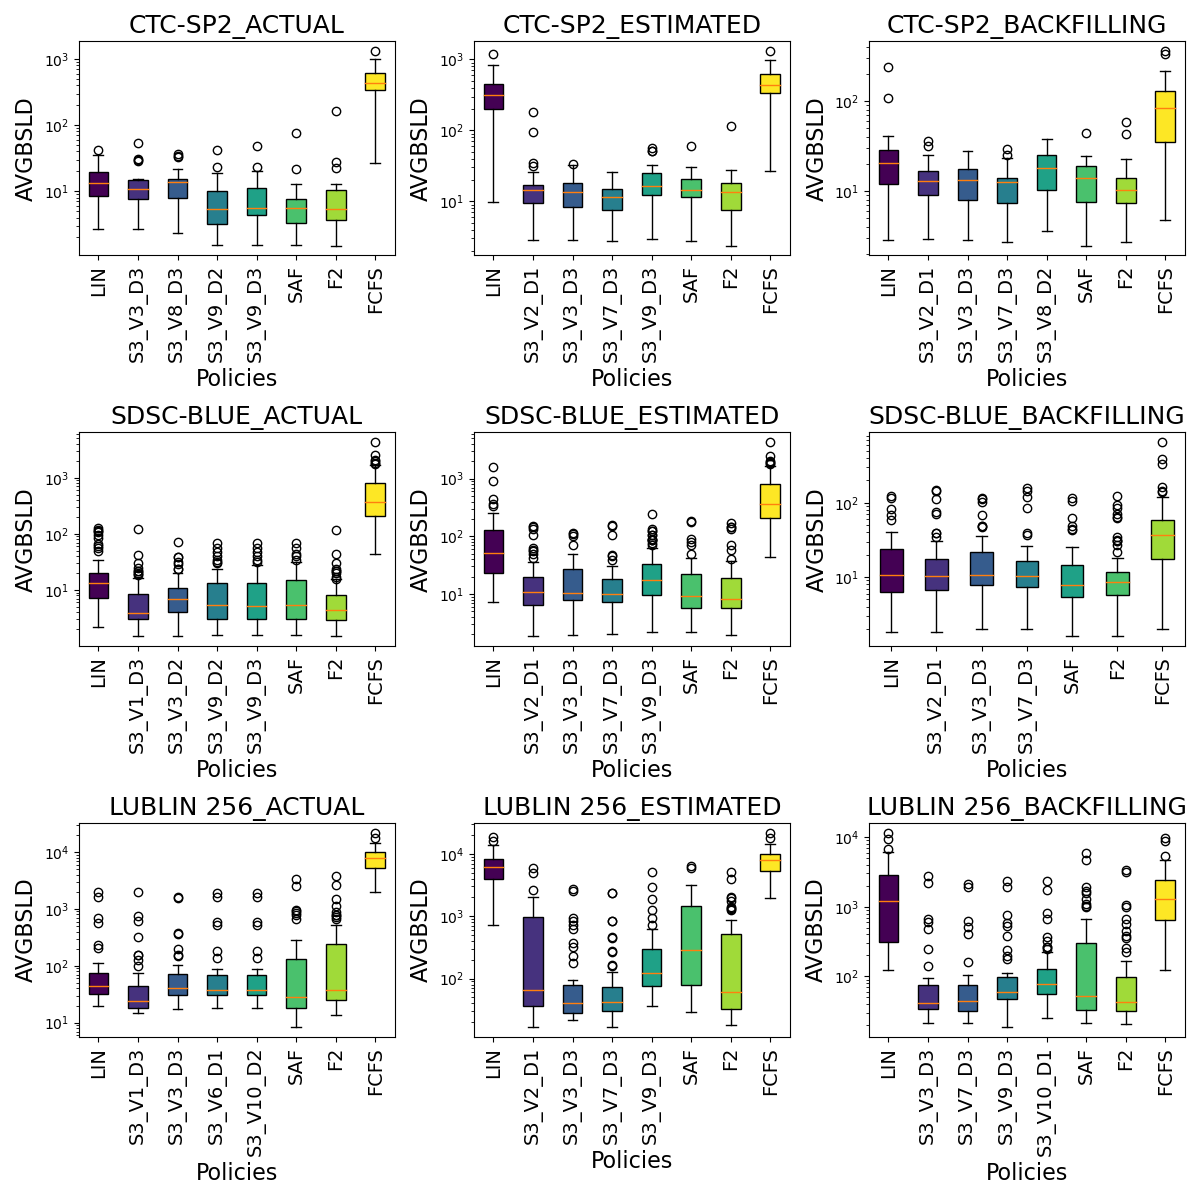 CTC-SP2_ACTUAL CTC-SP2_ESTIMATED CTC-SP2_BACKFILLING
AVGBSLD AVGBSLD AVGBSLD
10³ 10³
10² 10² 10²
10¹ 10¹ 10¹
LIN S3_V3_D3 S3_V8_D3 S3_V9_D2 S3_V9_D3 SAF F2 FCFS
LIN S3_V2_D1 S3_V3_D3 S3_V7_D3 S3_V9_D3 SAF F2 FCFS
LIN S3_V2_D1 S3_V3_D3 S3_V7_D3 S3_V8_D2 SAF F2 FCFS
Policies Policies Policies
SDSC-BLUE_ACTUAL SDSC-BLUE_ESTIMATED SDSC-BLUE_BACKFILLING
AVGBSLD AVGBSLD AVGBSLD
10³ 10³
10² 10² 10²
10¹ 10¹ 10¹
LIN S3_V1_D3 S3_V3_D2 S3_V9_D2 S3_V9_D3 SAF F2 FCFS
LIN S3_V2_D1 S3_V3_D3 S3_V7_D3 S3_V9_D3 SAF F2 FCFS
LIN S3_V2_D1 S3_V3_D3 S3_V7_D3 SAF F2 FCFS
Policies Policies Policies
LUBLIN 256_ACTUAL LUBLIN 256_ESTIMATED LUBLIN 256_BACKFILLING
AVGBSLD AVGBSLD AVGBSLD
10⁴ 10⁴ 10⁴
10³ 10³ 10³
10² 10² 10²
10¹
LIN S3_V1_D3 S3_V3_D3 S3_V6_D1 S3_V10_D2 SAF F2 FCFS
LIN S3_V2_D1 S3_V3_D3 S3_V7_D3 S3_V9_D3 SAF F2 FCFS
LIN S3_V3_D3 S3_V7_D3 S3_V9_D3 S3_V10_D1 SAF F2 FCFS
Policies Policies Policies